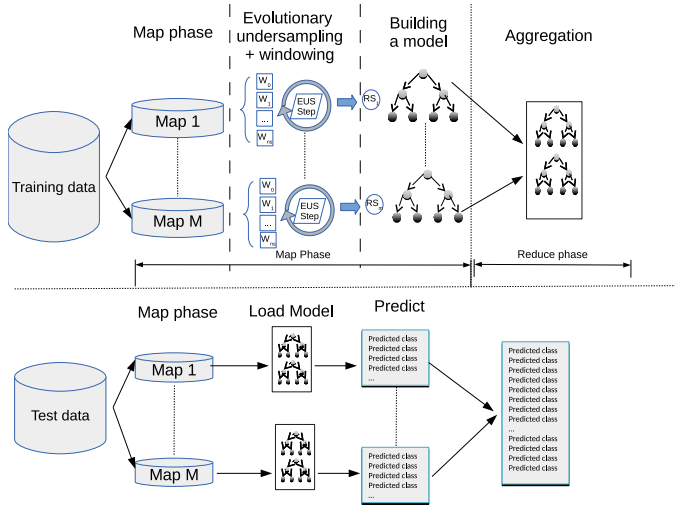 Map phase
Evolutionary
undersampling
+ windowing
Building
a model
Aggregation
Training data
Map 1
W0
W1
...
Wns
EUS
Step
RS1
Map M
W0
W1
...
Wns
EUS
Step
RSm
Map Phase
Reduce phase
Map phase
Load Model
Predict
Test data
Map 1
Predicted class
Predicted class
Predicted class
Predicted class
...
Map M
Predicted class
Predicted class
Predicted class
Predicted class
...
Predicted class
Predicted class
Predicted class
Predicted class
Predicted class
Predicted class
Predicted class
Predicted class
...
Predicted class
Predicted class
Predicted class
Predicted class